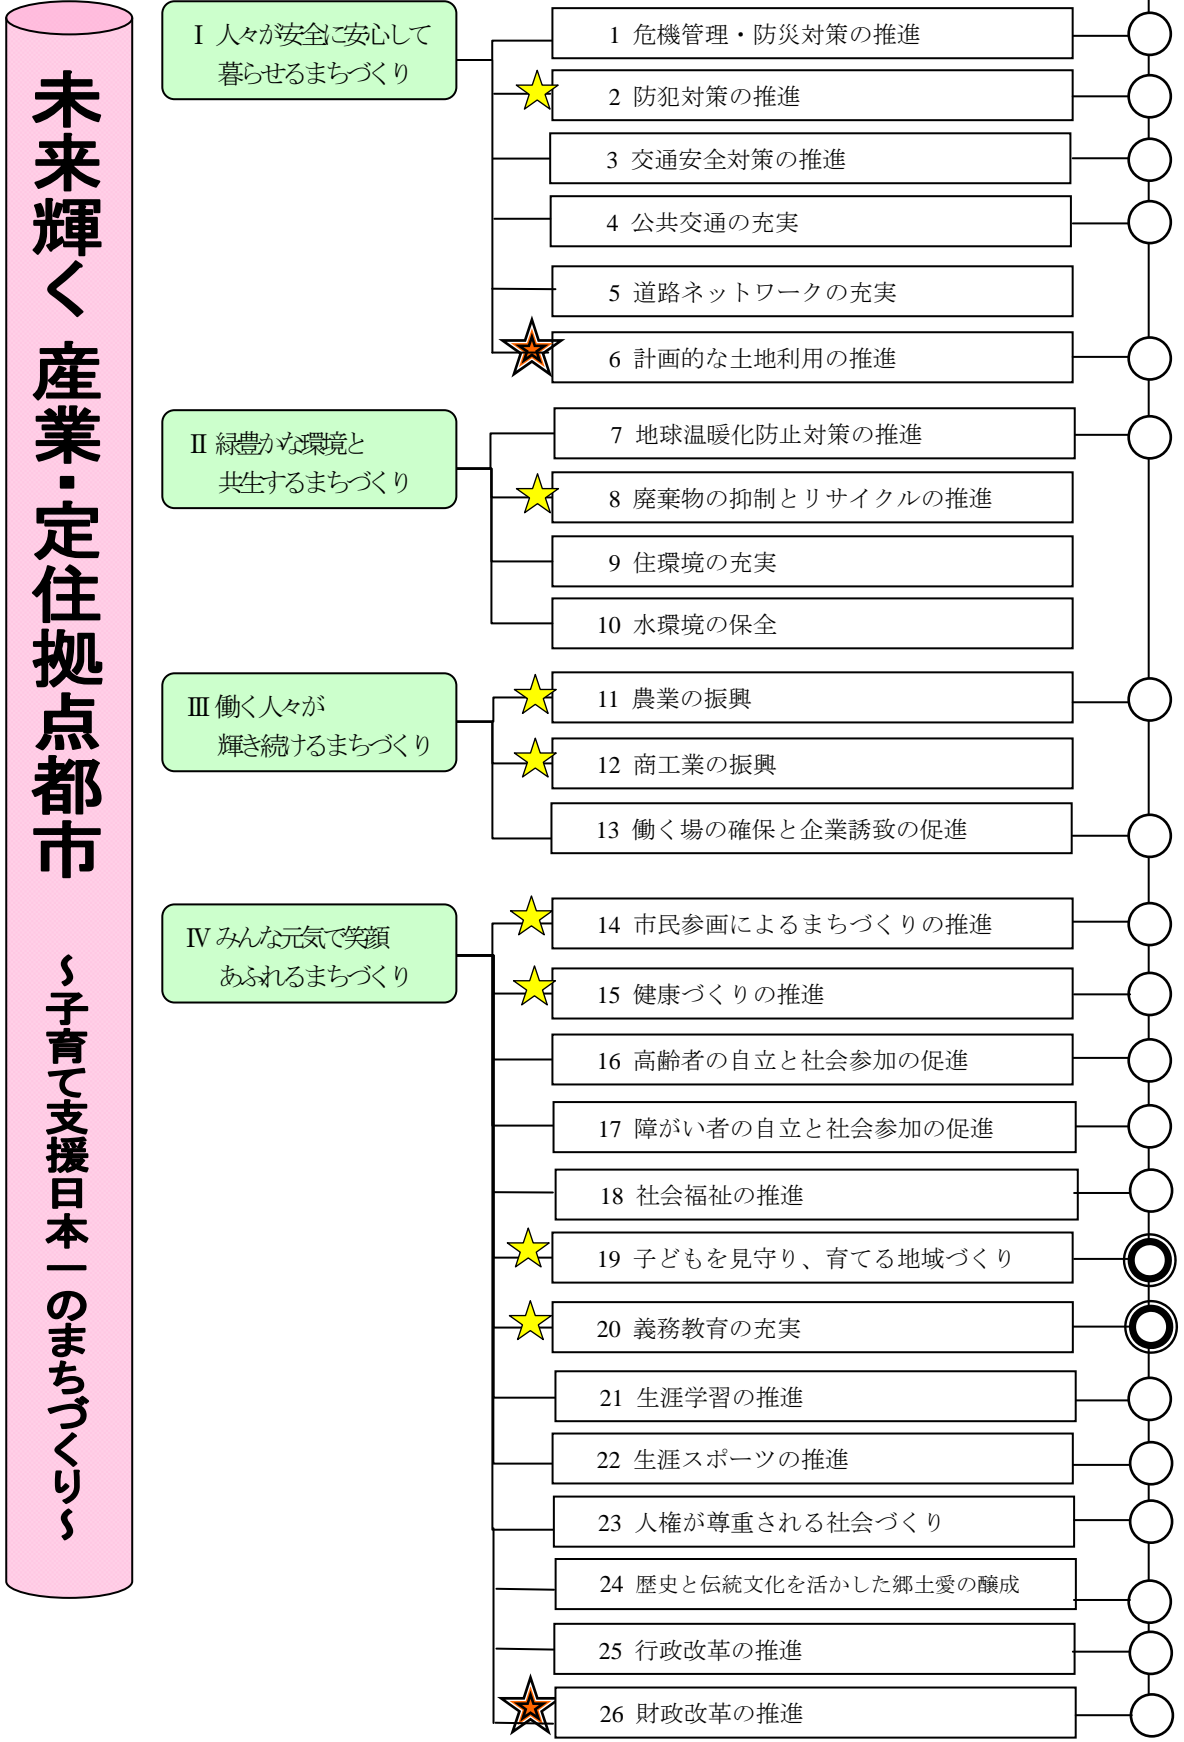 未来輝く 産業・定住拠点都市 ～子育て支援日本一のまちづくり～
Ⅰ 人々が安全に安心して
暮らせるまちづくり
1 危機管理・防災対策の推進
2 防犯対策の推進
3 交通安全対策の推進
4 公共交通の充実
5 道路ネットワークの充実
6 計画的な土地利用の推進
Ⅱ 緑豊かな環境と
共生するまちづくり
7 地球温暖化防止対策の推進
8 廃棄物の抑制とリサイクルの推進
9 住環境の充実
10 水環境の保全
Ⅲ 働く人々が
輝き続けるまちづくり
11 農業の振興
12 商工業の振興
13 働く場の確保と企業誘致の促進
Ⅳ みんな元気で笑顔
あふれるまちづくり
14 市民参画によるまちづくりの推進
15 健康づくりの推進
16 高齢者の自立と社会参加の促進
17 障がい者の自立と社会参加の促進
18 社会福祉の推進
19 子どもを見守り、育てる地域づくり
20 義務教育の充実
21 生涯学習の推進
22 生涯スポーツの推進
23 人権が尊重される社会づくり
24 歴史と伝統文化を活かした郷土愛の醸成
25 行政改革の推進
26 財政改革の推進